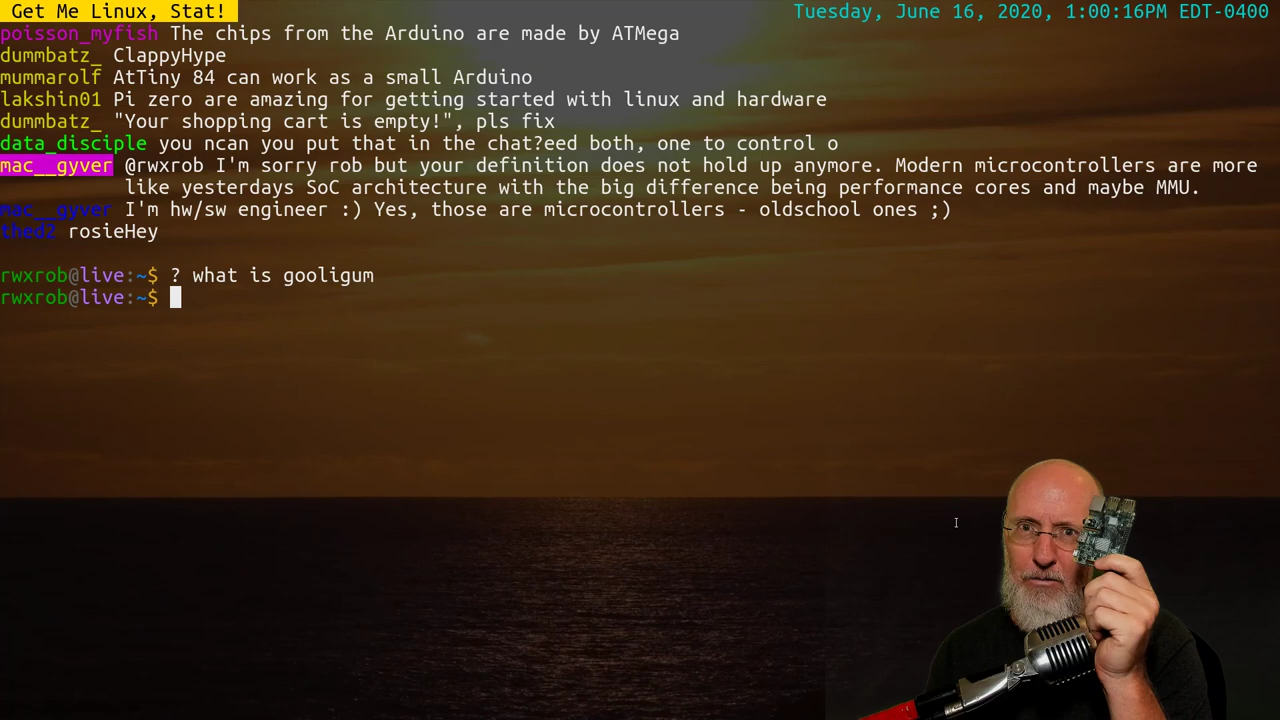 Get Me Linux, Stat!
Tuesday, June 16, 2020, 1:00:16PM EDT-0400
poisson_myfish The chips from the Arduino are made by ATMega
dummbatz_ ClappyHype
mummarolf AtTiny 84 can work as a small Arduino
lakshin01 Pi zero are amazing for getting started with linux and hardware
dummbatz_ "Your shopping cart is empty!", pls fix
data_disciple you ncan you put that in the chat?eed both, one to control o
mac__gyver @rwxrob I'm sorry rob but your definition does not hold up anymore. Modern microcontrollers are more
like yesterdays SoC architecture with the big difference being performance cores and maybe MMU.
mac__gyver I'm hw/sw engineer :) Yes, those are microcontrollers - oldschool ones ;)
thed2 rosieHey
rwxrob@live:~$ ? what is gooligum
rwxrob@live:~$